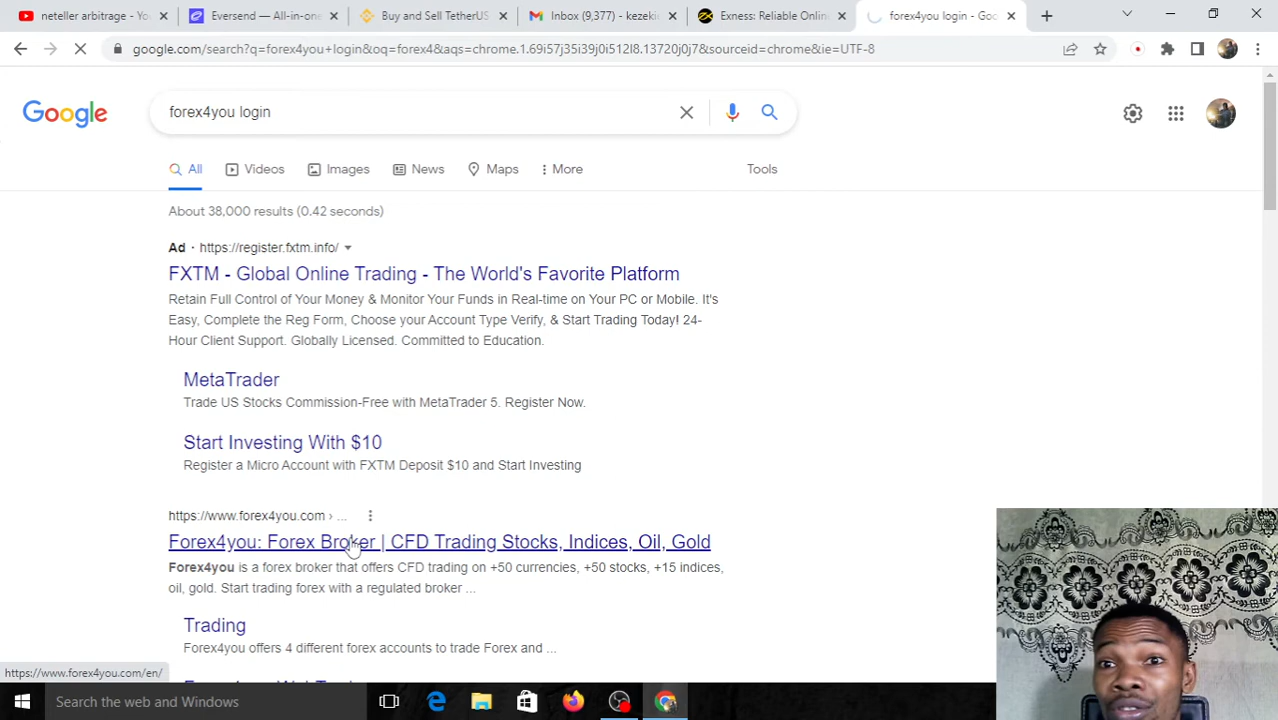 neteller arbitrage - Yo
Eversend — All-in-one
Buy and Sell TetherUS
Inbox (9,377) - kezeki
Exness: Reliable Onlin
forex4you login - Goo
google.com/search?q=forex4you+login&oq=forex4&aqs=chrome.1.69i57j35i39j0i512l8.13720j0j7&sourceid=chrome&ie=UTF-8
Google
forex4you login
All
Videos
Images
News
Maps
More
Tools
About 38,000 results (0.42 seconds)
Ad · https://register.fxtm.info/
FXTM - Global Online Trading - The World's Favorite Platform
Retain Full Control of Your Money & Monitor Your Funds in Real-time on Your PC or Mobile. It's
Easy, Complete the Reg Form, Choose your Account Type Verify, & Start Trading Today! 24-
Hour Client Support. Globally Licensed. Committed to Education.
MetaTrader
Trade US Stocks Commission-Free with MetaTrader 5. Register Now.
Start Investing With $10
Register a Micro Account with FXTM Deposit $10 and Start Investing
https://www.forex4you.com › ...
Forex4you: Forex Broker | CFD Trading Stocks, Indices, Oil, Gold
Forex4you is a forex broker that offers CFD trading on +50 currencies, +50 stocks, +15 indices,
oil, gold. Start trading forex with a regulated broker ...
Trading
Forex4you offers 4 different forex accounts to trade Forex and ...
https://www.forex4you.com/en/
Search the web and Windows